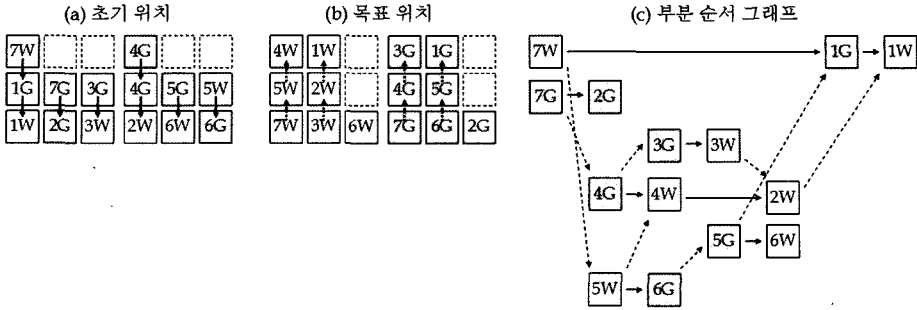 (a) 초기 위치
(b) 목표 위치
(c) 부분 순서 그래프
7W 4G
1G 7G 3G 4G 5G 5W
1W 2G 3W 2W 6W 6G
4W 1W 3G 1G
5W 2W 4G 5G
7W 3W 6W 7G 6G 2G
7W 1G 1W
7G 2G
3G 3W
4G 4W 2W
5G 6W
5W 6G